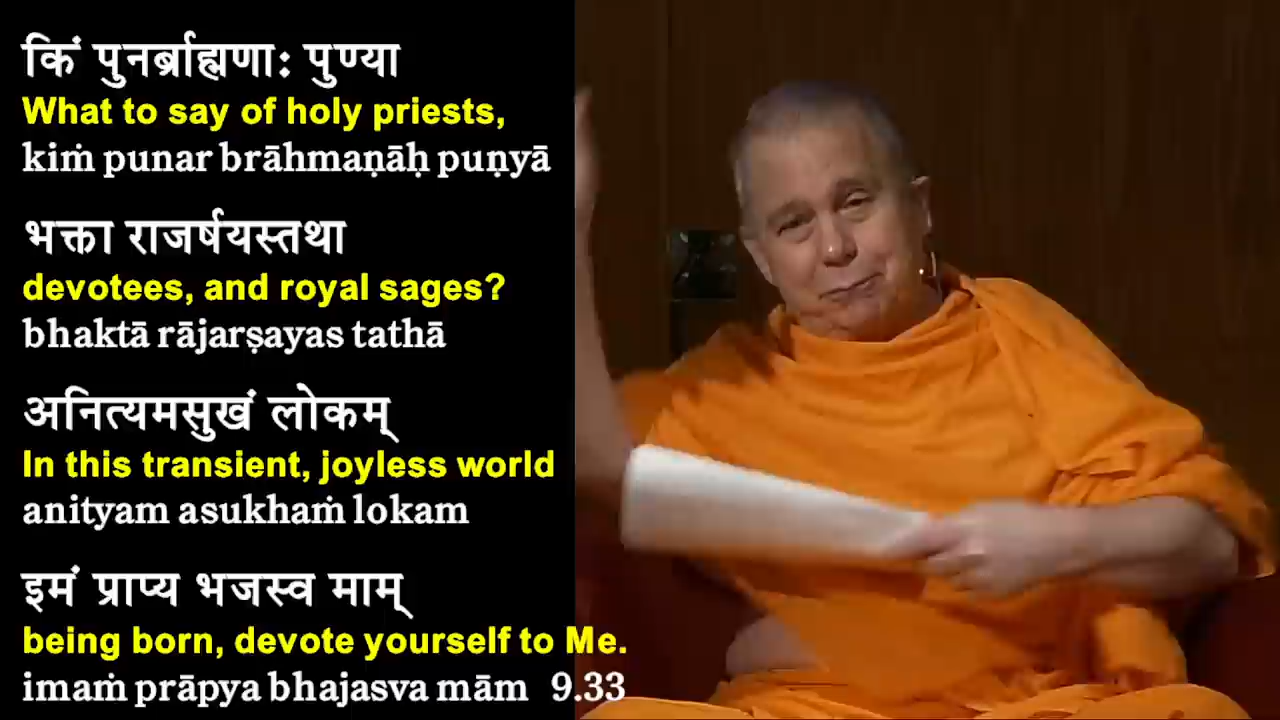 किं पुनर्ब्राह्मणाः पुण्या
What to say of holy priests,
kiṁ punar brāhmaṇāḥ puṇyā
भक्ता राजर्षयस्तथा
devotees, and royal sages?
bhaktā rājarṣayas tathā
अनित्यमसुखं लोकम्
In this transient, joyless world
anityam asukhaṁ lokam
इमं प्राप्य भजस्व माम्
being born, devote yourself to Me.
imaṁ prāpya bhajasva mām 9.33